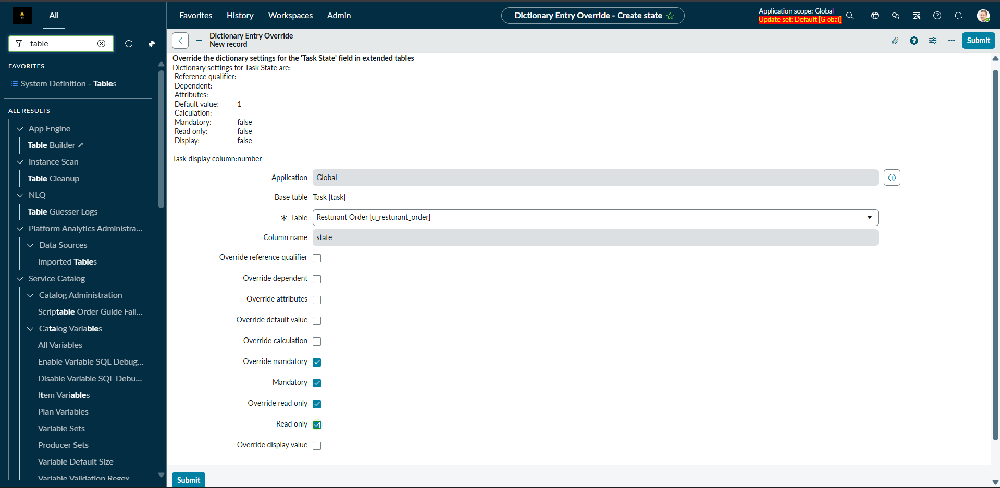 All
Favorites
History
Workspaces
Admin
Dictionary Entry Override - Create state
Application scope: Global
Update set: Default [Global]
table
Dictionary Entry Override
New record
Submit
FAVORITES
System Definition - Tables
ALL RESULTS
App Engine
Table Builder
Instance Scan
Table Cleanup
NLQ
Table Guesser Logs
Platform Analytics Administra...
Data Sources
Imported Tables
Service Catalog
Catalog Administration
Scriptable Order Guide Fail...
Catalog Variables
All Variables
Enable Variable SQL Debug...
Disable Variable SQL Debu...
Item Variables
Plan Variables
Variable Sets
Producer Sets
Variable Default Size
Variable Validation Regex
Override the dictionary settings for the 'Task State' field in extended tables
Dictionary settings for Task State are:
Reference qualifier:
Dependent:
Attributes:
Default value: 1
Calculation:
Mandatory: false
Read only: false
Display: false
Task display column:number
Application Global
Base table Task [task]
Table Resturant Order [u_resturant_order]
Column name state
Override reference qualifier
Override dependent
Override attributes
Override default value
Override calculation
Override mandatory
Mandatory
Override read only
Read only
Override display value
Submit